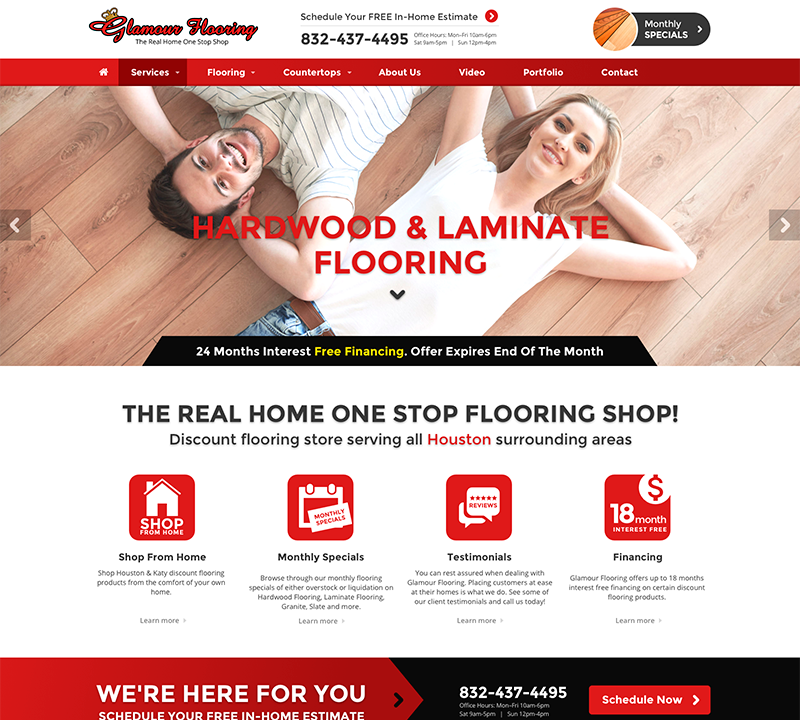 Glamour Flooring
The Real Home One Stop Shop
Schedule Your FREE In-Home Estimate
832-437-4495
Office Hours: Mon-Fri 10am-6pm
Sat 9am-5pm | Sun 12pm-4pm
Monthly
SPECIALS
Services
Flooring
Countertops
About Us
Video
Portfolio
Contact
HARDWOOD & LAMINATE
FLOORING
24 Months Interest Free Financing. Offer Expires End Of The Month
THE REAL HOME ONE STOP FLOORING SHOP!
Discount flooring store serving all Houston surrounding areas
SHOP
FROM HOME
Shop From Home
Shop Houston & Katy discount flooring
products from the comfort of your own
home.
Learn more »
MONTHLY
SPECIALS
Monthly Specials
Browse through our monthly flooring
specials of either overstock or liquidation on
Hardwood Flooring, Laminate Flooring,
Granite, Slate and more.
Learn more »
REVIEWS
Testimonials
You can rest assured when dealing with
Glamour Flooring. Placing customers at ease
at their homes is what we do. See some of
our client testimonials and call us today!
Learn more »
$
18 month
INTEREST FREE
Financing
Glamour Flooring offers up to 18 months
interest free financing on certain discount
flooring products.
Learn more »
WE'RE HERE FOR YOU
SCHEDULE YOUR FREE IN-HOME ESTIMATE
832-437-4495
Office Hours: Mon-Fri 10am-6pm
Sat 9am-5pm | Sun 12pm-4pm
Schedule Now